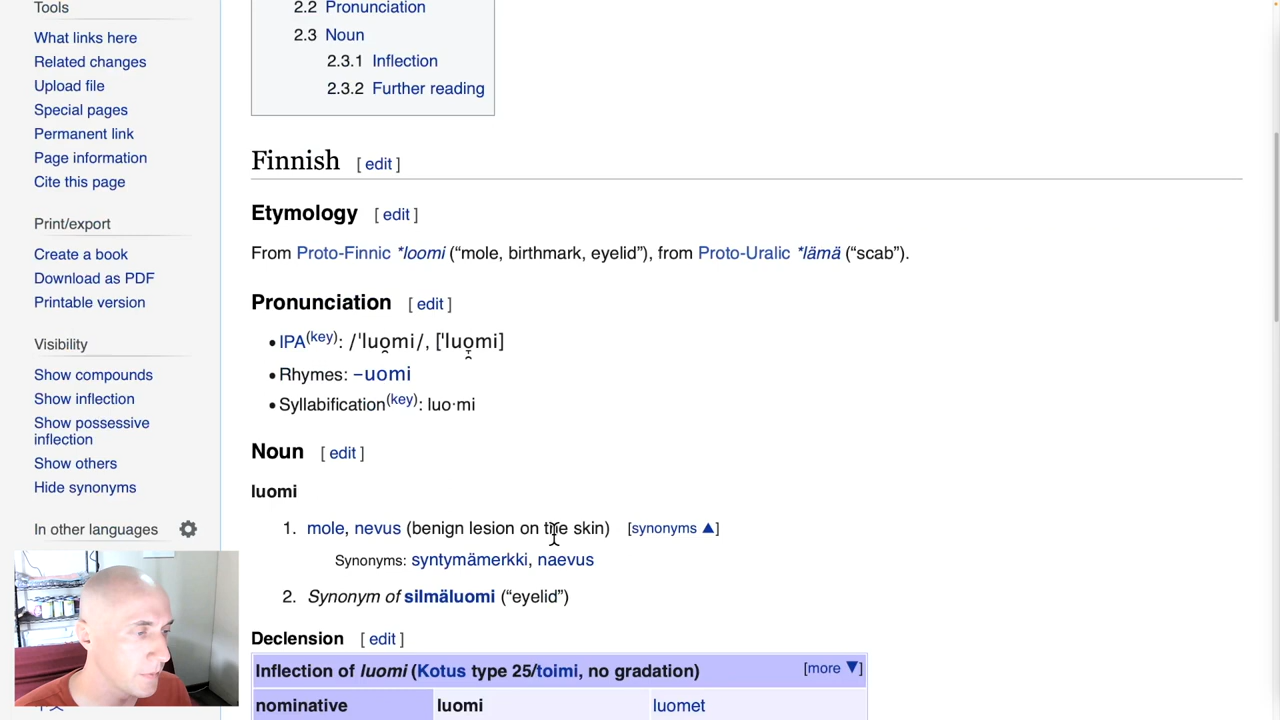 Tools
What links here
Related changes
Upload file
Special pages
Permanent link
Page information
Cite this page
Print/export
Create a book
Download as PDF
Printable version
Visibility
Show compounds
Show inflection
Show possessive
inflection
Show others
Hide synonyms
In other languages
2.2 Pronunciation
2.3 Noun
2.3.1 Inflection
2.3.2 Further reading
Finnish [ edit ]
Etymology [ edit ]
From Proto-Finnic *loomi (“mole, birthmark, eyelid”), from Proto-Uralic *lämä (“scab”).
Pronunciation [ edit ]
• IPA(key): /ˈluo̯mi/, [ˈluo̞̯mi]
• Rhymes: -uomi
• Syllabification(key): luo·mi
Noun [ edit ]
luomi
1. mole, nevus (benign lesion on the skin) [synonyms ▲]
Synonyms: syntymämerkki, naevus
2. Synonym of silmäluomi (“eyelid”)
Declension [ edit ]
Inflection of luomi (Kotus type 25/toimi, no gradation) [more ▼]
nominative luomi luomet